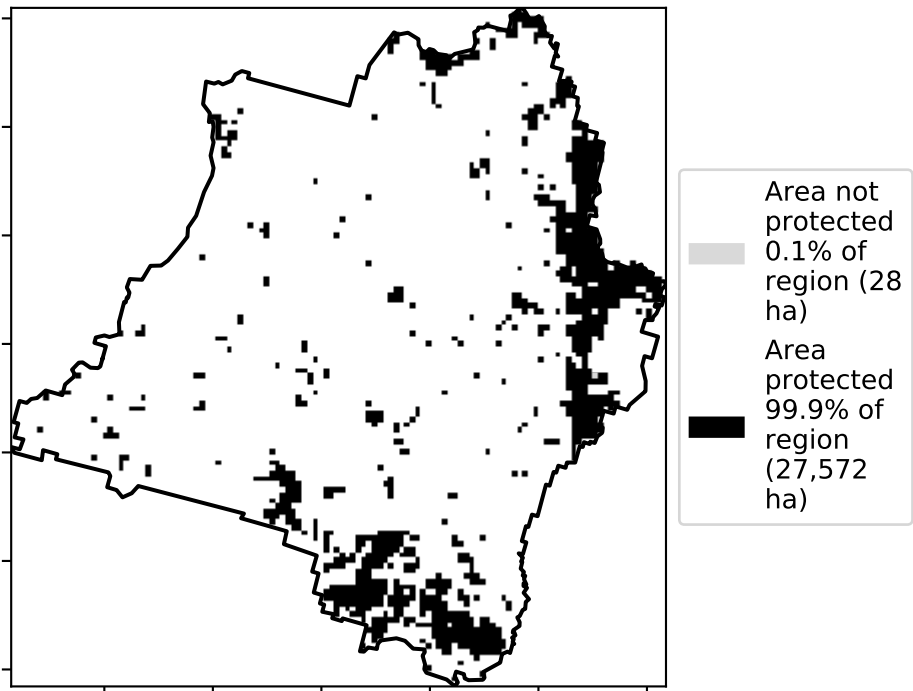 Area not
protected
0.1% of
region (28
ha)
Area
protected
99.9% of
region
(27,572
ha)